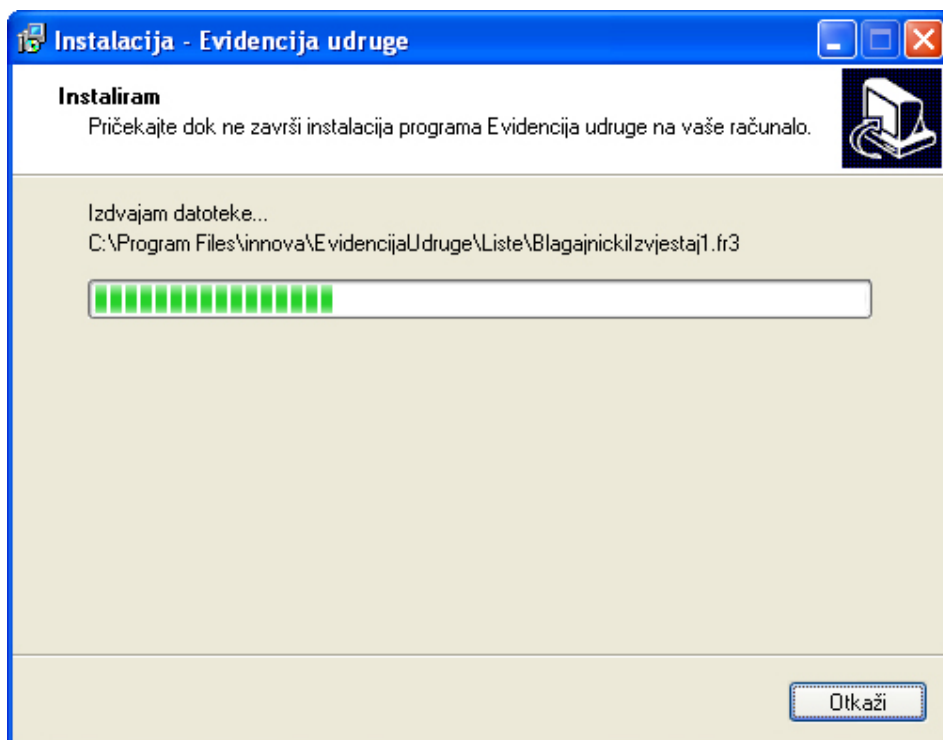 Instalacija - Evidencija udruge
Instaliram
Pričekajte dok ne završi instalacija programa Evidencija udruge na vaše računalo.
Izdvajam datoteke...
C:\Program Files\innova\EvidencijaUdruge\Liste\BlagajnickiIzvjestaj1.fr3
Otkaži